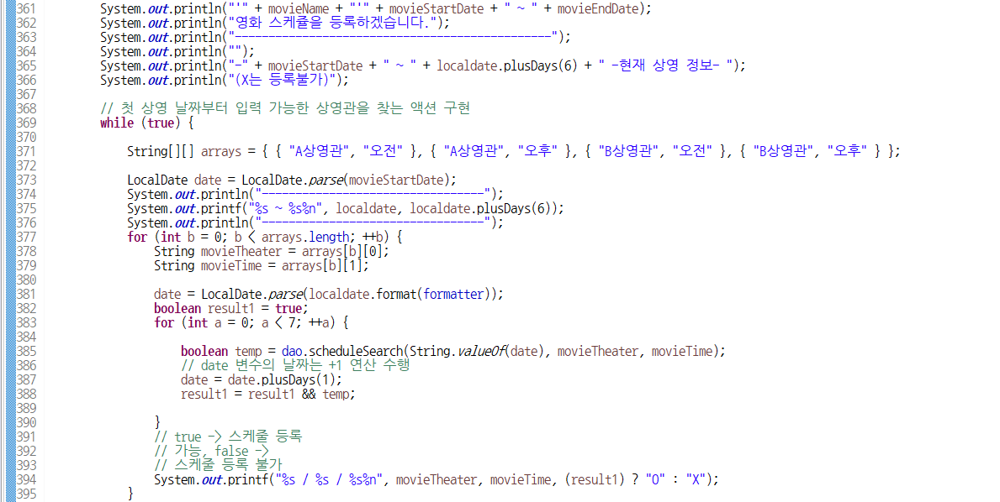 361 System.out.println("'" + movieName + "'" + movieStartDate + " ~ " + movieEndDate);
362 System.out.println("영화 스케쥴을 등록하겠습니다.");
363 System.out.println("-----------------------------------------------");
364 System.out.println("");
365 System.out.println("-" + movieStartDate + " ~ " + localdate.plusDays(6) + " -현재 상영 정보- ");
366 System.out.println("(X는 등록불가)");
367
368 // 첫 상영 날짜부터 입력 가능한 상영관을 찾는 액션 구현
369 while (true) {
370
371 String[][] arrays = { { "A상영관", "오전" }, { "A상영관", "오후" }, { "B상영관", "오전" }, { "B상영관", "오후" } };
372
373 LocalDate date = LocalDate.parse(movieStartDate);
374 System.out.println("---------------------------------");
375 System.out.printf("%s ~ %s%n", localdate, localdate.plusDays(6));
376 System.out.println("---------------------------------");
377 for (int b = 0; b < arrays.length; ++b) {
378 String movieTheater = arrays[b][0];
379 String movieTime = arrays[b][1];
380
381 date = LocalDate.parse(localdate.format(formatter));
382 boolean result1 = true;
383 for (int a = 0; a < 7; ++a) {
384
385 boolean temp = dao.scheduleSearch(String.valueOf(date), movieTheater, movieTime);
386 // date 변수의 날짜는 +1 연산 수행
387 date = date.plusDays(1);
388 result1 = result1 && temp;
389
390 }
391 // true -> 스케줄 등록
392 // 가능, false ->
393 // 스케줄 등록 불가
394 System.out.printf("%s / %s / %s%n", movieTheater, movieTime, (result1) ? "O" : "X");
395 }